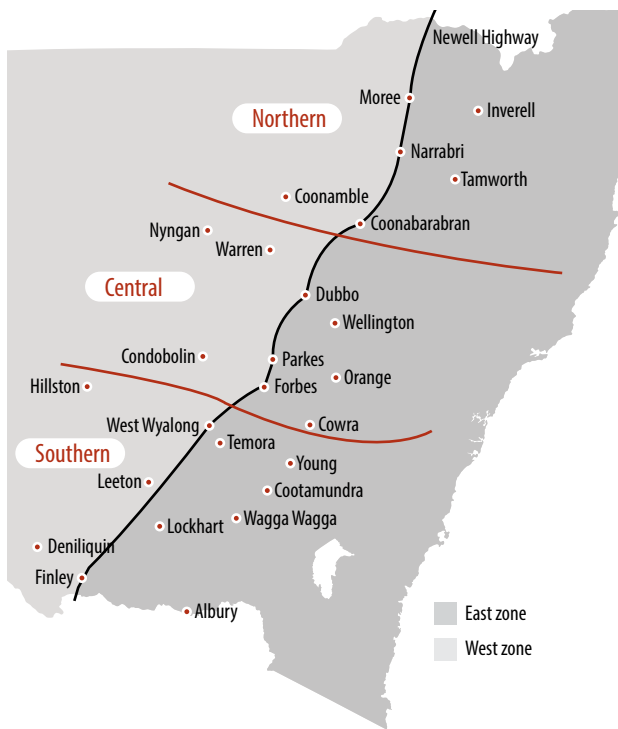 Newell Highway
Moree
Inverell
Northern
Narrabri
Tamworth
Coonamble
Coonabarabran
Nyngan
Warren
Central
Dubbo
Wellington
Condobolin
Parkes
Hillston
Forbes
Orange
West Wyalong
Cowra
Temora
Southern
Young
Leeton
Cootamundra
Lockhart
Wagga Wagga
Deniliquin
Finley
Albury
East zone
West zone